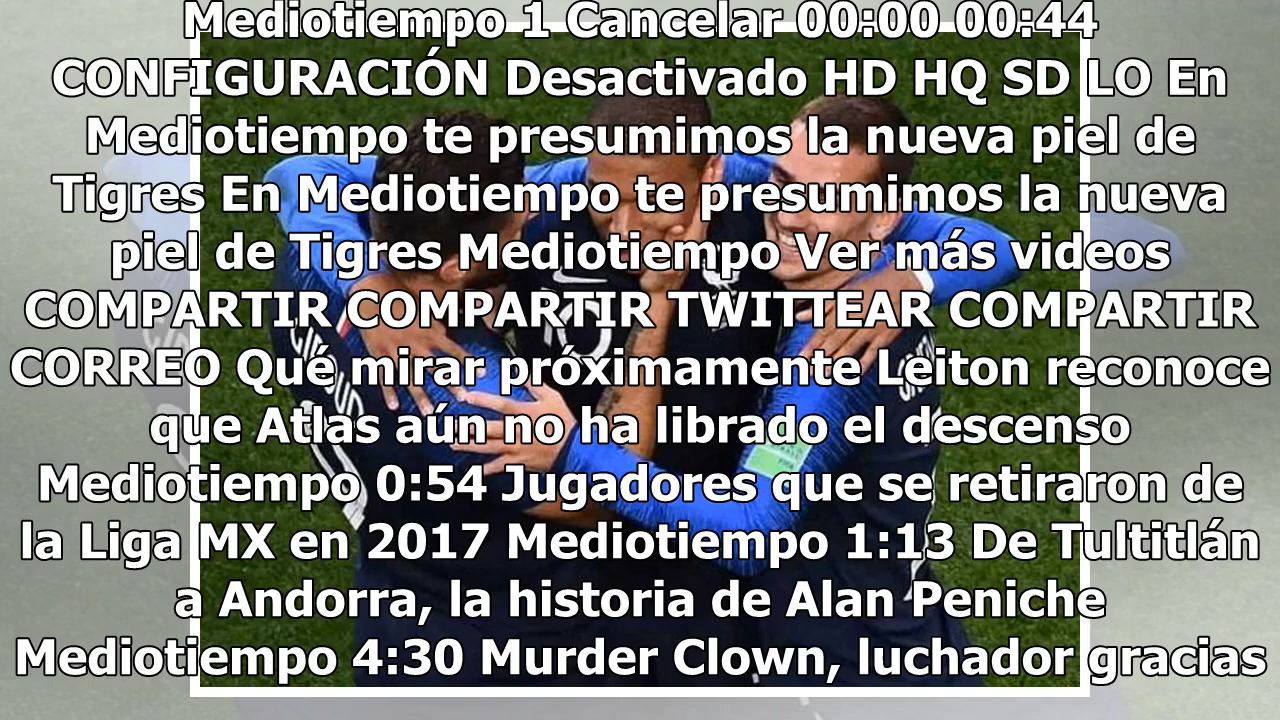 Mediotiempo 1 Cancelar 00:00 00:44
CONFIGURACIÓN Desactivado HD HQ SD LO En
Mediotiempo te presumimos la nueva piel de
Tigres En Mediotiempo te presumimos la nueva
piel de Tigres Mediotiempo Ver más videos
COMPARTIR COMPARTIR TWITTEAR COMPARTIR
CORREO Qué mirar próximamente Leiton reconoce
que Atlas aún no ha librado el descenso
Mediotiempo 0:54 Jugadores que se retiraron de
la Liga MX en 2017 Mediotiempo 1:13 De Tultitlán
a Andorra, la historia de Alan Peniche
Mediotiempo 4:30 Murder Clown, luchador gracias